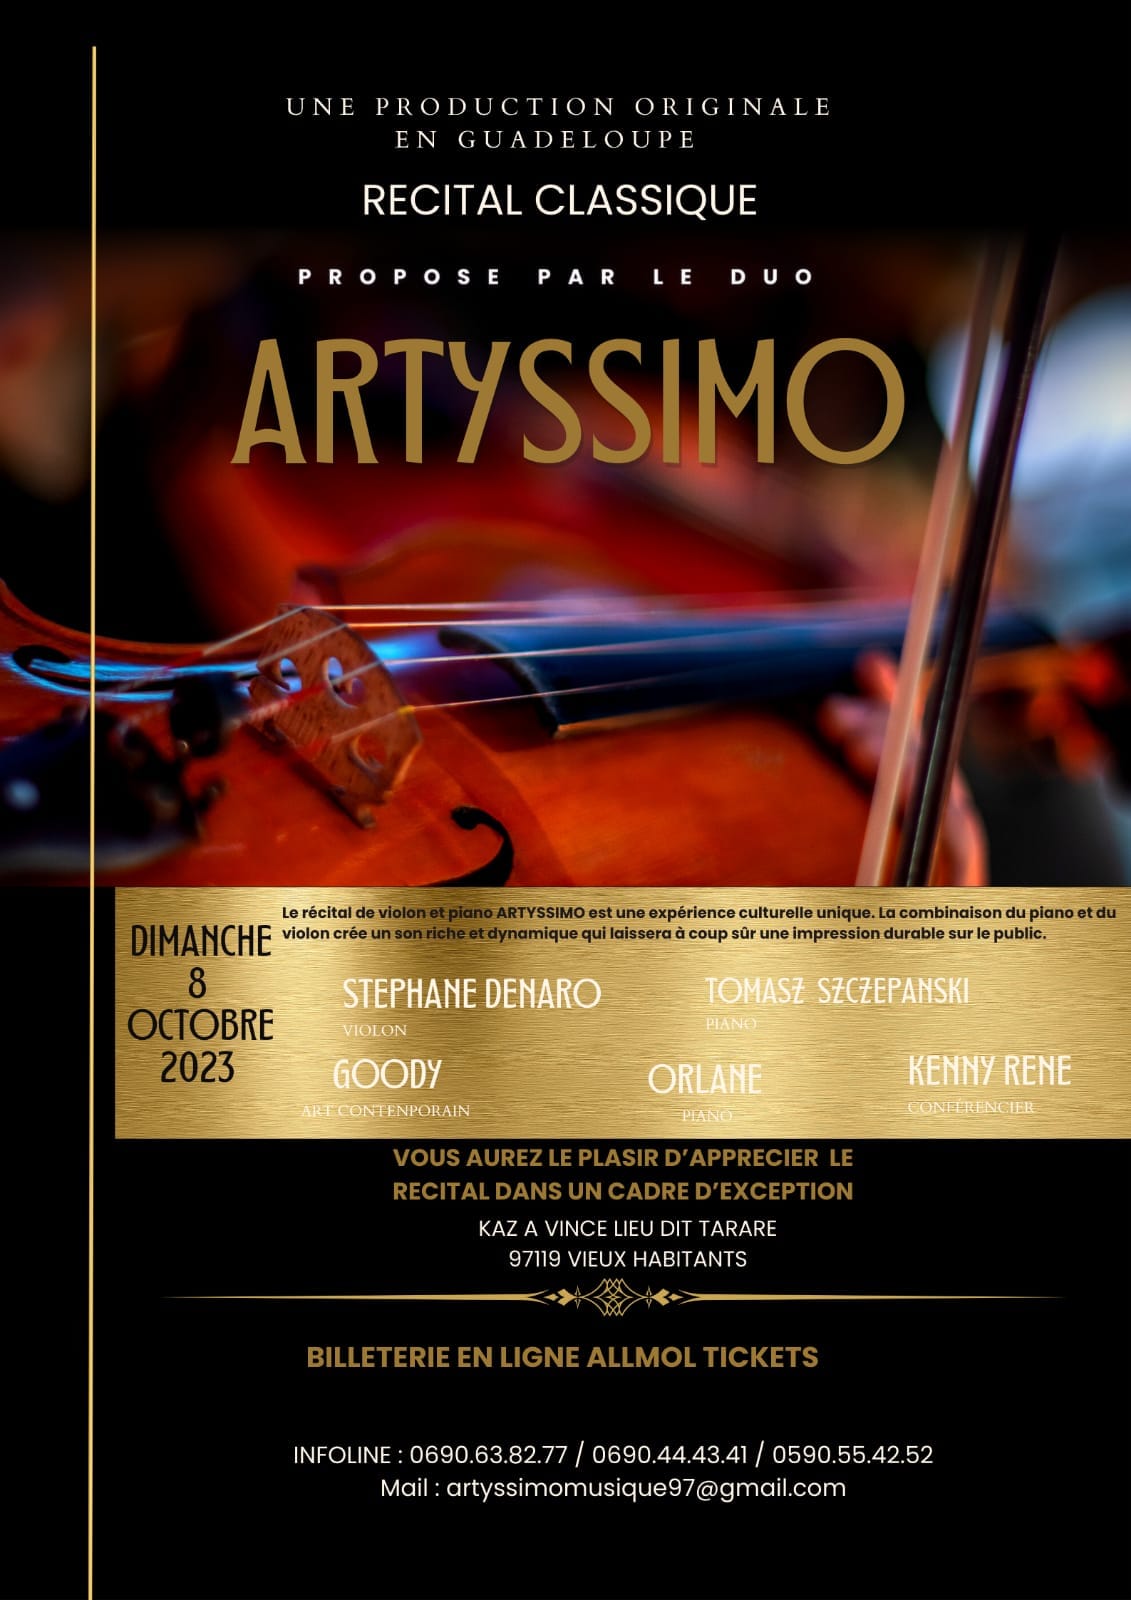 UNE PRODUCTION ORIGINALE
EN GUADELOUPE
RECITAL CLASSIQUE
PROPOSE PAR LE DUO
ARTYSSIMO
Le récital de violon et piano ARTYSSIMO est une expérience culturelle unique. La combinaison du piano et du
violon crée un son riche et dynamique qui laissera à coup sûr une impression durable sur le public.
DIMANCHE
8
OCTOBRE
2023
STEPHANE DENARO
VIOLON
TOMASZ SZCZEPANSKI
PIANO
GOODY
ART CONTENPORAIN
ORLANE
PIANO
KENNY RENE
CONFÉRENCIER
VOUS AUREZ LE PLASIR D'APPRECIER LE
RECITAL DANS UN CADRE D'EXCEPTION
KAZ A VINCE LIEU DIT TARARE
97119 VIEUX HABITANTS
BILLETERIE EN LIGNE ALLMOL TICKETS
INFOLINE : 0690.63.82.77 / 0690.44.43.41 / 0590.55.42.52
Mail : artyssimomusique97@gmail.com